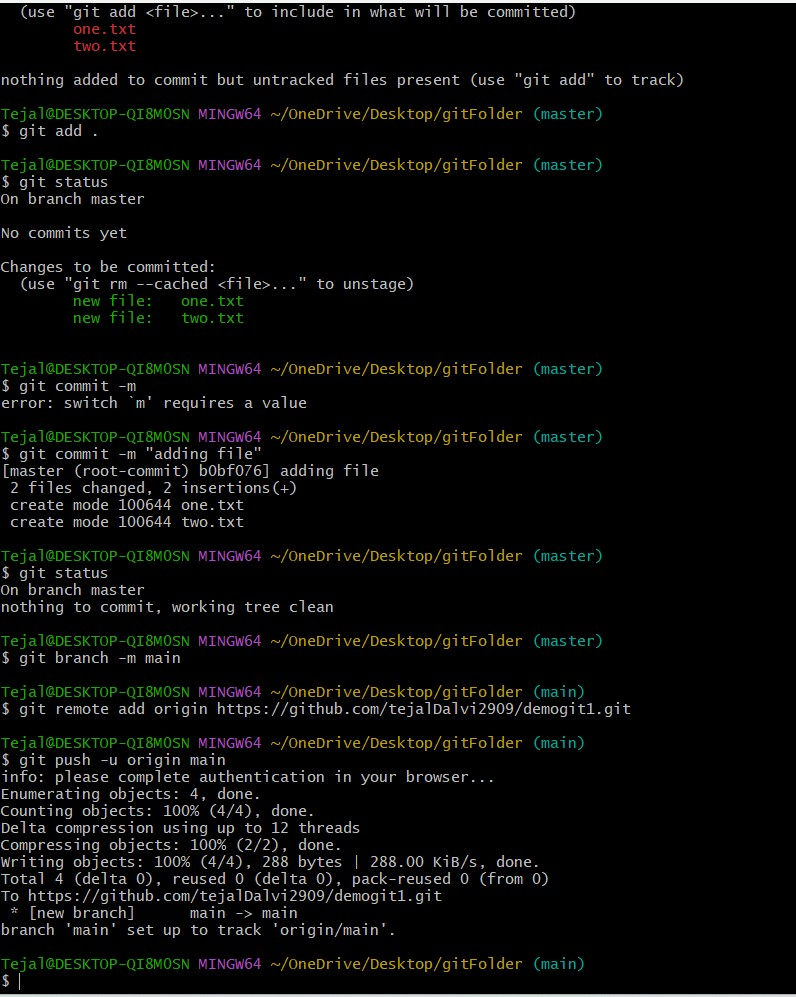 (use "git add <file>..." to include in what will be committed)
one.txt
two.txt
nothing added to commit but untracked files present (use "git add" to track)
Tejal@DESKTOP-QI8MOSN MINGW64 ~/OneDrive/Desktop/gitFolder (master)
$ git add .
Tejal@DESKTOP-QI8MOSN MINGW64 ~/OneDrive/Desktop/gitFolder (master)
$ git status
On branch master
No commits yet
Changes to be committed:
(use "git rm --cached <file>..." to unstage)
new file:   one.txt
new file:   two.txt
Tejal@DESKTOP-QI8MOSN MINGW64 ~/OneDrive/Desktop/gitFolder (master)
$ git commit -m
error: switch `m' requires a value
Tejal@DESKTOP-QI8MOSN MINGW64 ~/OneDrive/Desktop/gitFolder (master)
$ git commit -m "adding file"
[master (root-commit) b0bf076] adding file
2 files changed, 2 insertions(+)
create mode 100644 one.txt
create mode 100644 two.txt
Tejal@DESKTOP-QI8MOSN MINGW64 ~/OneDrive/Desktop/gitFolder (master)
$ git status
On branch master
nothing to commit, working tree clean
Tejal@DESKTOP-QI8MOSN MINGW64 ~/OneDrive/Desktop/gitFolder (master)
$ git branch -m main
Tejal@DESKTOP-QI8MOSN MINGW64 ~/OneDrive/Desktop/gitFolder (main)
$ git remote add origin https://github.com/tejalDalvi2909/demogit1.git
Tejal@DESKTOP-QI8MOSN MINGW64 ~/OneDrive/Desktop/gitFolder (main)
$ git push -u origin main
info: please complete authentication in your browser...
Enumerating objects: 4, done.
Counting objects: 100% (4/4), done.
Delta compression using up to 12 threads
Compressing objects: 100% (2/2), done.
Writing objects: 100% (4/4), 288 bytes | 288.00 KiB/s, done.
Total 4 (delta 0), reused 0 (delta 0), pack-reused 0 (from 0)
To https://github.com/tejalDalvi2909/demogit1.git
* [new branch]      main -> main
branch 'main' set up to track 'origin/main'.
Tejal@DESKTOP-QI8MOSN MINGW64 ~/OneDrive/Desktop/gitFolder (main)
$